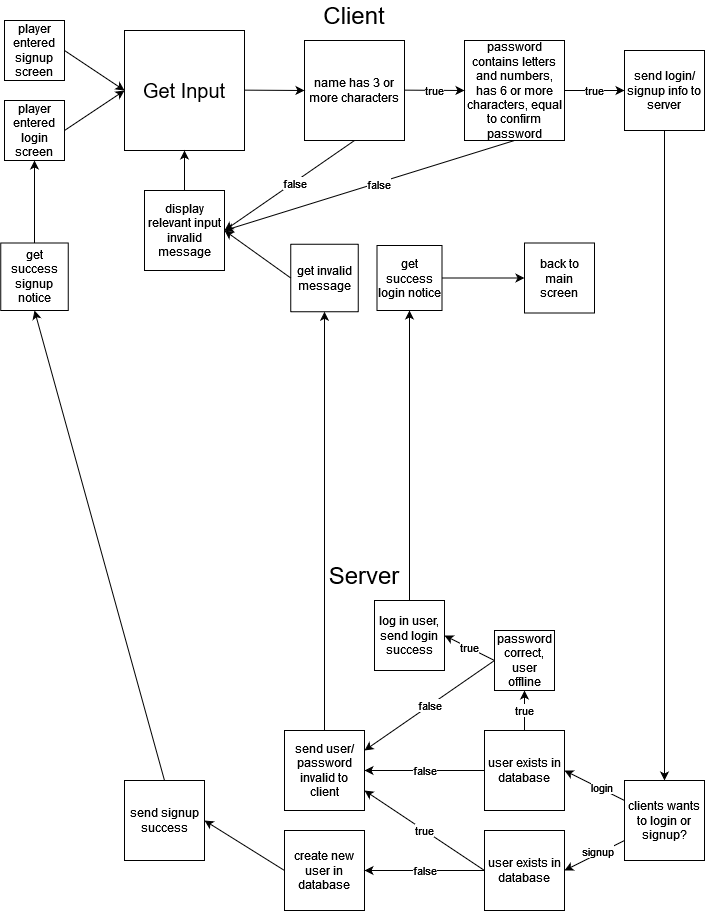 Client
player
entered
signup
screen
player
entered
login
screen
Get Input
name has 3 or
more characters
true
password
contains letters
and numbers,
has 6 or more
characters, equal
to confirm
password
true
send login/
signup info to
server
false
false
display
relevant input
invalid
message
get
success
signup
notice
get invalid
message
get
success
login notice
back to
main
screen
Server
log in user,
send login
success
true
password
correct,
user
offline
false
true
send user/
password
invalid to
client
false
user exists in
database
login
clients wants
to login or
signup?
signup
send signup
success
true
create new
user in
database
false
user exists in
database